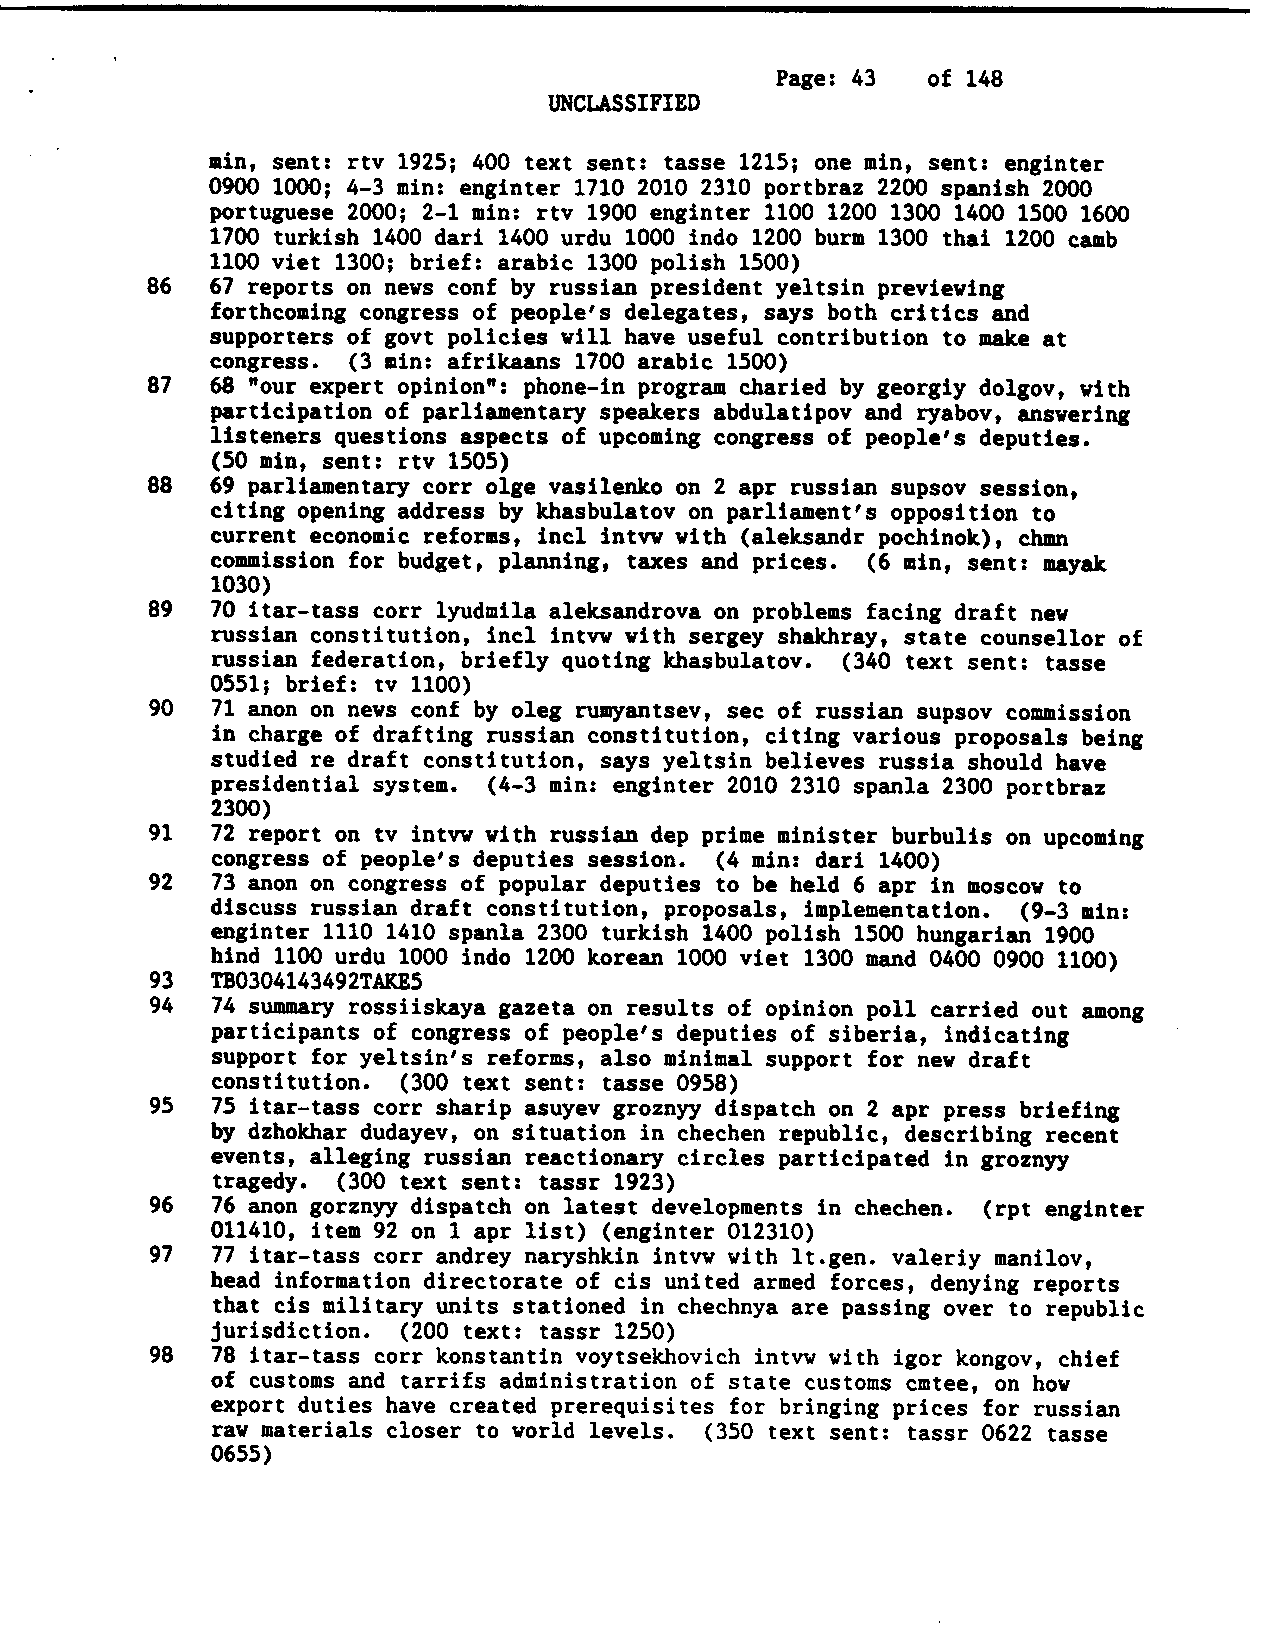 Page: 43 of 148
UNCLASSIFIED
min, sent: rtv 1925; 400 text sent: tasse 1215; one min, sent: enginter
0900 1000; 4-3 min: enginter 1710 2010 2310 portbraz 2200 spanish 2000
portuguese 2000; 2-1 min: rtv 1900 enginter 1100 1200 1300 1400 1500 1600
1700 turkish 1400 dari 1400 urdu 1000 indo 1200 burm 1300 thai 1200 camb
1100 viet 1300; brief: arabic 1300 polish 1500)
86 67 reports on news conf by russian president yeltsin previewing
forthcoming congress of people's delegates, says both critics and
supporters of govt policies will have useful contribution to make at
congress. (3 min: afrikaans 1700 arabic 1500)
87 68 "our expert opinion": phone-in program charied by georgiy dolgov, with
participation of parliamentary speakers abdulatipov and ryabov, answering
listeners questions aspects of upcoming congress of people's deputies.
(50 min, sent: rtv 1505)
88 69 parliamentary corr olge vasilenko on 2 apr russian supsov session,
citing opening address by khasbulatov on parliament's opposition to
current economic reforms, incl intvw with (aleksandr pochinok), chmn
commission for budget, planning, taxes and prices. (6 min, sent: mayak
1030)
89 70 itar-tass corr lyudmila aleksandrova on problems facing draft new
russian constitution, incl intvw with sergey shakhray, state counsellor of
russian federation, briefly quoting khasbulatov. (340 text sent: tasse
0551; brief: tv 1100)
90 71 anon on news conf by oleg rumyantsev, sec of russian supsov commission
in charge of drafting russian constitution, citing various proposals being
studied re draft constitution, says yeltsin believes russia should have
presidential system. (4-3 min: enginter 2010 2310 spanla 2300 portbraz
2300)
91 72 report on tv intvw with russian dep prime minister burbulis on upcoming
congress of people's deputies session. (4 min: dari 1400)
92 73 anon on congress of popular deputies to be held 6 apr in moscow to
discuss russian draft constitution, proposals, implementation. (9-3 min:
enginter 1110 1410 spanla 2300 turkish 1400 polish 1500 hungarian 1900
hind 1100 urdu 1000 indo 1200 korean 1000 viet 1300 mand 0400 0900 1100)
93 TB0304143492TAKE5
94 74 summary rossiiskaya gazeta on results of opinion poll carried out among
participants of congress of people's deputies of siberia, indicating
support for yeltsin's reforms, also minimal support for new draft
constitution. (300 text sent: tasse 0958)
95 75 itar-tass corr sharip asuyev groznyy dispatch on 2 apr press briefing
by dzhokhar dudayev, on situation in chechen republic, describing recent
events, alleging russian reactionary circles participated in groznyy
tragedy. (300 text sent: tassr 1923)
96 76 anon gorznyy dispatch on latest developments in chechen. (rpt enginter
011410, item 92 on 1 apr list) (enginter 012310)
97 77 itar-tass corr andrey naryshkin intvw with lt.gen. valeriy manilov,
head information directorate of cis united armed forces, denying reports
that cis military units stationed in chechnya are passing over to republic
jurisdiction. (200 text: tassr 1250)
98 78 itar-tass corr konstantin voytsekhovich intvw with igor kongov, chief
of customs and tarrifs administration of state customs cmtee, on how
export duties have created prerequisites for bringing prices for russian
raw materials closer to world levels. (350 text sent: tassr 0622 tasse
0655)